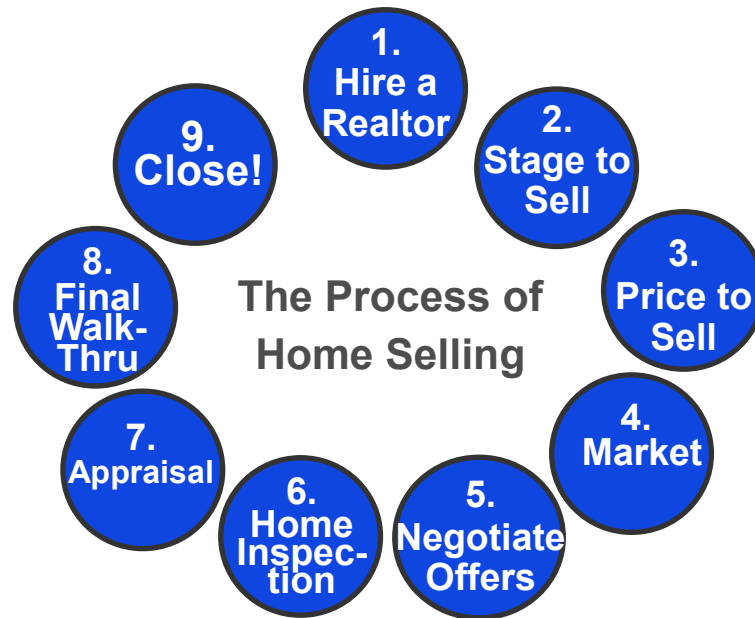 1.
Hire a
Realtor
2.
Stage to
Sell
3.
Price to
Sell
4.
Market
5.
Negotiate
Offers
6.
Home
Inspec-
tion
7.
Appraisal
8.
Final
Walk-
Thru
9.
Close!
The Process of
Home Selling